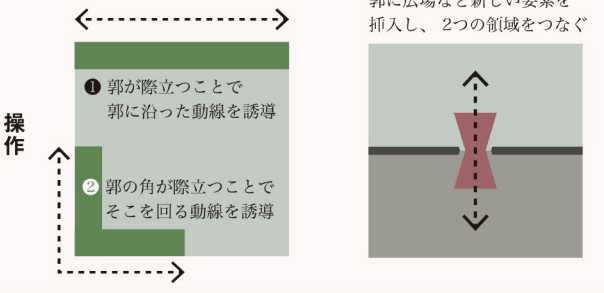 郭に広場など新しい要素を
挿入し、2つの領域をつなぐ
❶ 郭が際立つことで
郭に沿った動線を誘導
操作
❷ 郭の角が際立つことで
そこを回る動線を誘導